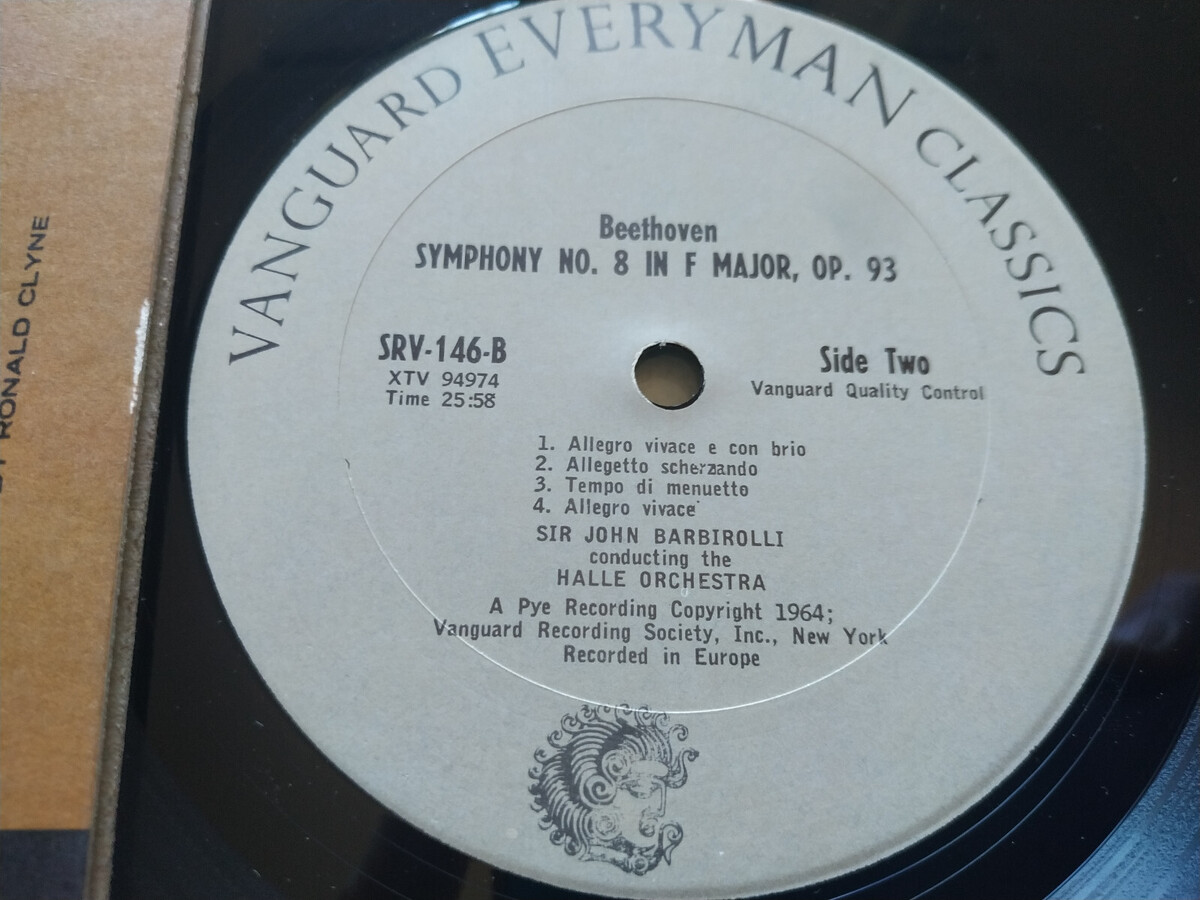 VANGUARD EVERYMAN CLASSICS
Beethoven
SYMPHONY NO. 8 IN F MAJOR, OP. 93
SRV-146-B
XTV 94974
Time 25:58
Side Two
Vanguard Quality Control
1. Allegro vivace e con brio
2. Allegetto scherzando
3. Tempo di menuetto
4. Allegro vivace
SIR JOHN BARBIROLLI
conducting the
HALLE ORCHESTRA
A Pye Recording Copyright 1964;
Vanguard Recording Society, Inc., New York
Recorded in Europe
RONALD CLYNE